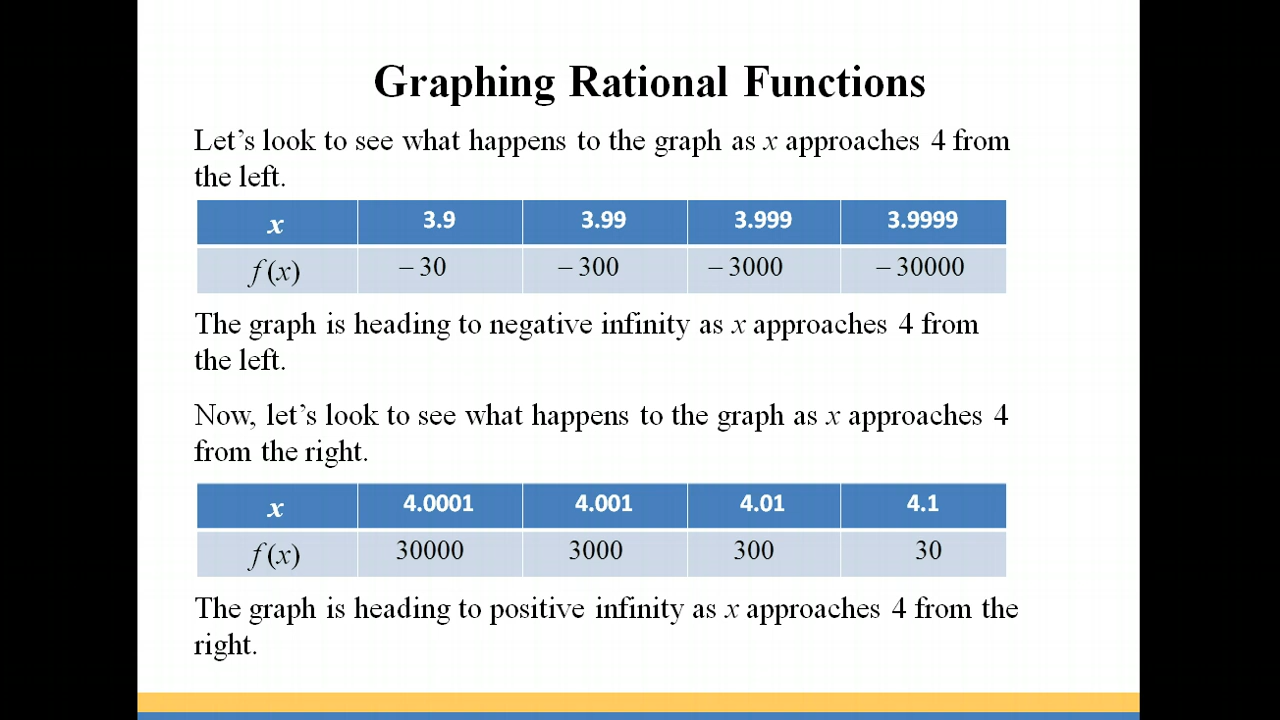 Graphing Rational Functions
Let's look to see what happens to the graph as x approaches 4 from
the left.
x 3.9 3.99 3.999 3.9999
f(x) –30 –300 –3000 –30000
The graph is heading to negative infinity as x approaches 4 from
the left.
Now, let's look to see what happens to the graph as x approaches 4
from the right.
x 4.0001 4.001 4.01 4.1
f(x) 30000 3000 300 30
The graph is heading to positive infinity as x approaches 4 from the
right.